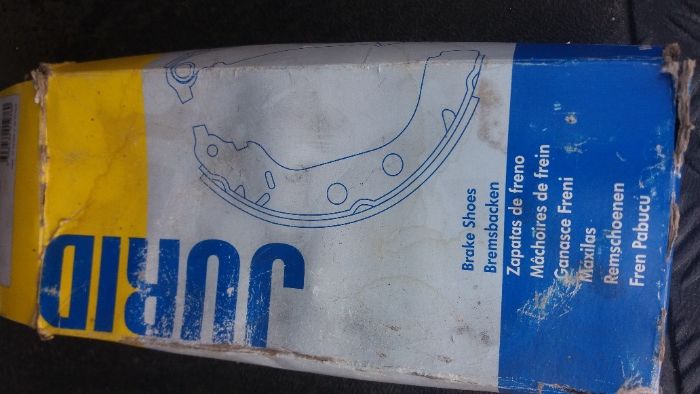 JURID
Brake Shoes
Bremsbacken
Zapatas de freno
Mâchoires de frein
Ganasce Freni
Maxilas
Remschoenen
Fren Pabucu